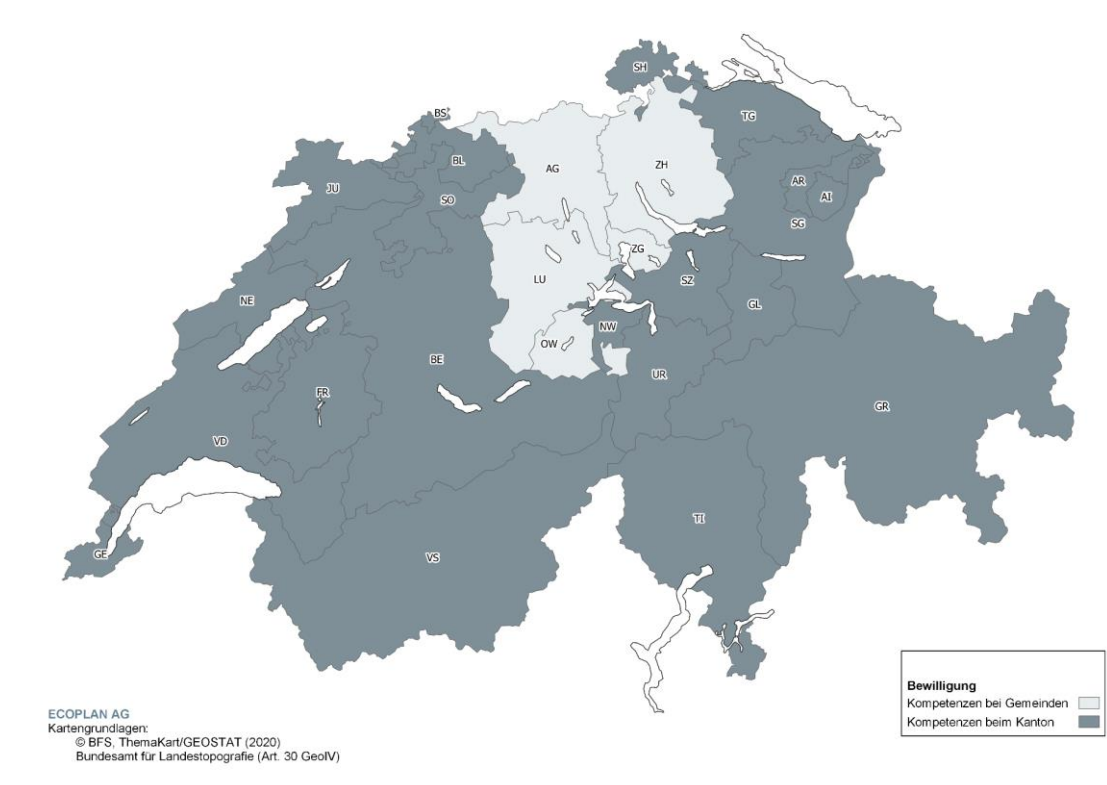 SH
BS
TG
BL
AG
ZH
JU
AR
AI
SO
SG
ZG
LU
SZ
NE
GL
NW
OW
BE
UR
FR
GR
VD
TI
GE
VS
Bewilligung
Kompetenzen bei Gemeinden
Kompetenzen beim Kanton
ECOPLAN AG
Kartengrundlagen:
© BFS, ThemaKart/GEOSTAT (2020)
Bundesamt für Landestopografie (Art. 30 GeoIV)